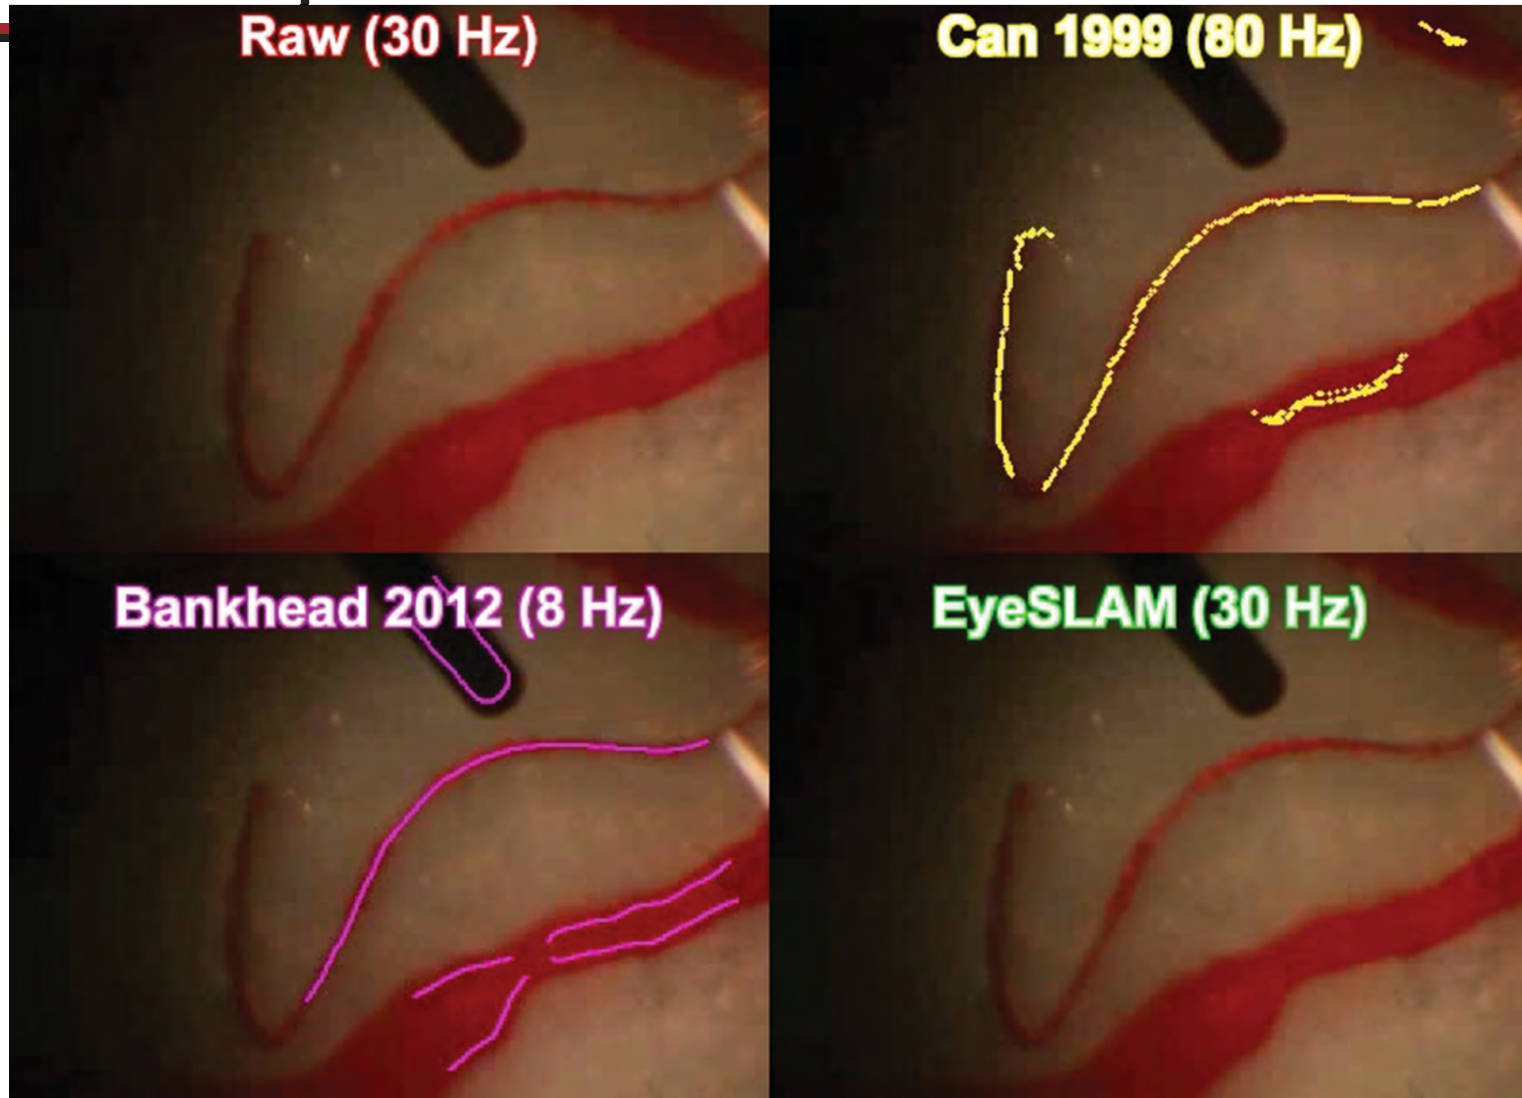 Raw (30 Hz)
Can 1999 (80 Hz)
Bankhead 2012 (8 Hz)
EyeSLAM (30 Hz)